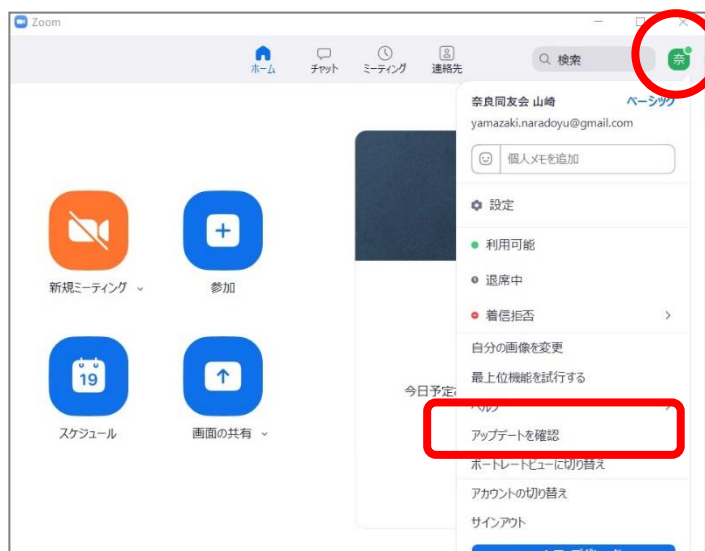 Zoom
ホーム
チャット
ミーティング
連絡先
検索
奈
奈良同友会 山崎 ベーシック
yamazaki.naradoyu@gmail.com
個人メモを追加
設定
利用可能
退席中
着信拒否
自分の画像を変更
最上位機能を試行する
ヘルプ
アップデートを確認
ポートレートビューに切り替え
アカウントの切り替え
サインアウト
新規ミーティング
参加
19
スケジュール
画面の共有
今日予定